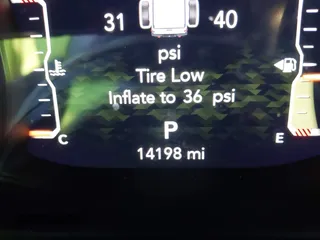 31 40
psi
Tire Low
Inflate to 36 psi
P
C E
14198 mi